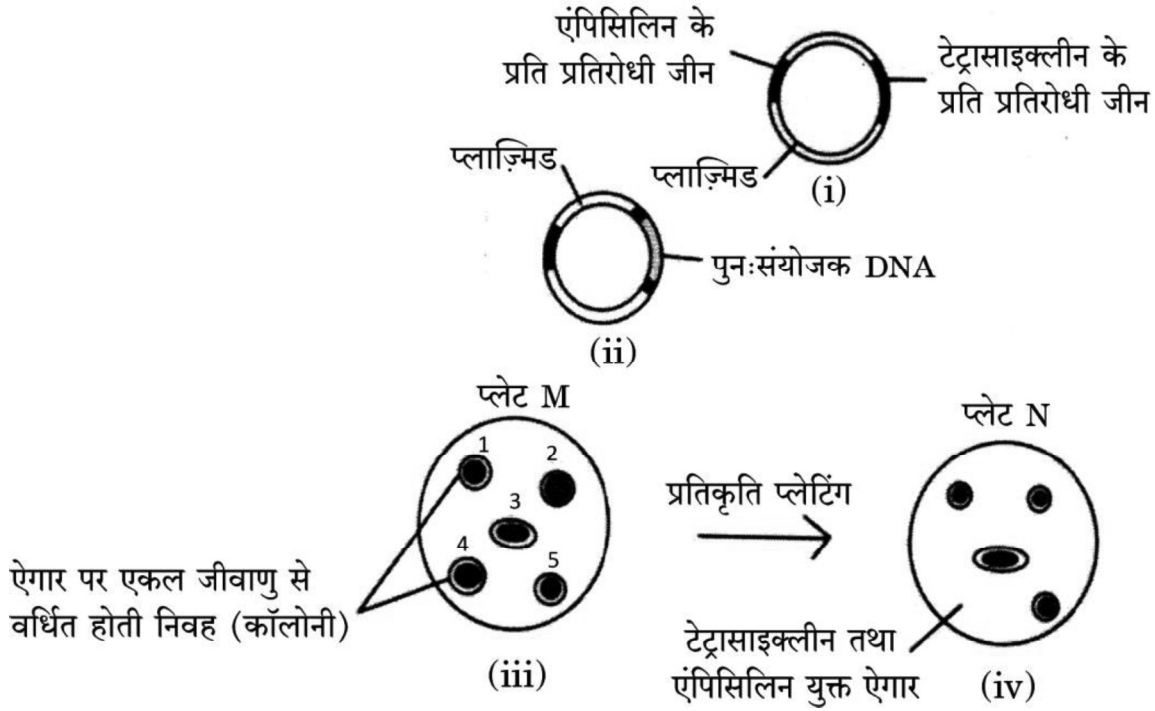 एंपिसिलिन के
प्रति प्रतिरोधी जीन
टेट्रासाइक्लीन के
प्रति प्रतिरोधी जीन
प्लाज़्मिड
(i)
प्लाज़्मिड
पुनःसंयोजक DNA
(ii)
प्लेट M
1
2
3
4
5
ऐगार पर एकल जीवाणु से
वर्धित होती निवह (कॉलोनी)
(iii)
प्रतिकृति प्लेटिंग
प्लेट N
टेट्रासाइक्लीन तथा
एंपिसिलिन युक्त ऐगार
(iv)